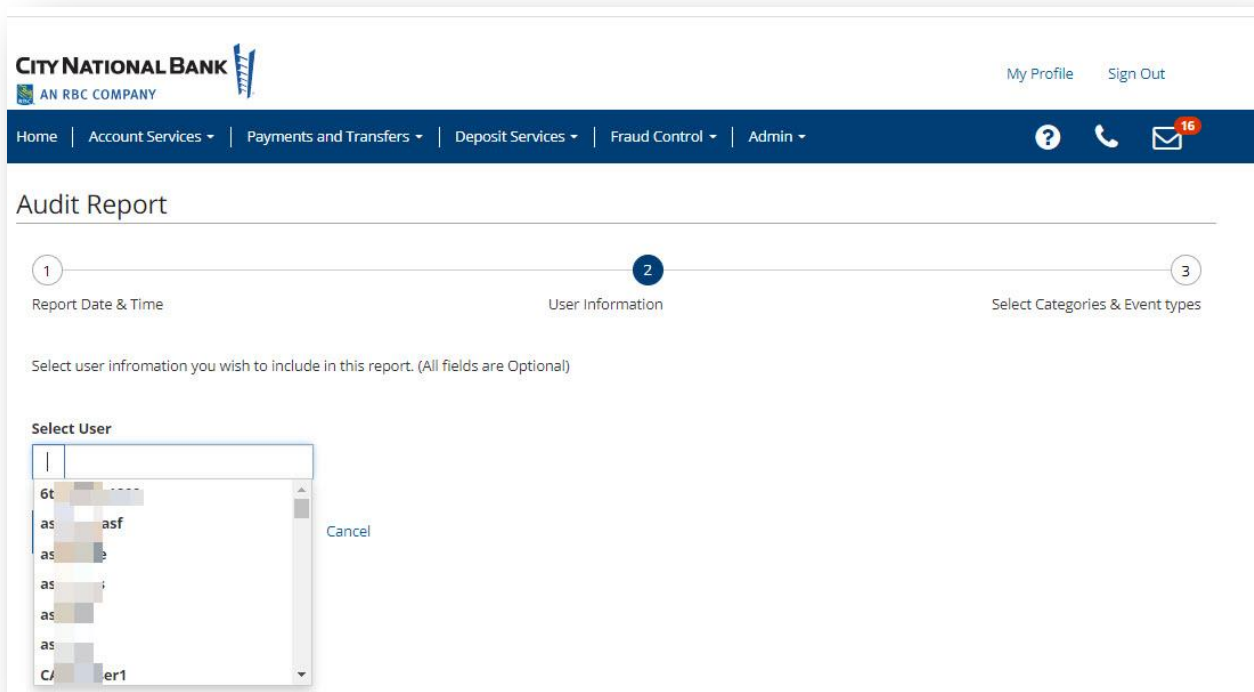 CITY NATIONAL BANK
AN RBC COMPANY
My Profile Sign Out
Home | Account Services | Payments and Transfers | Deposit Services | Fraud Control | Admin
? 16
Audit Report
1 2 3
Report Date & Time User Information Select Categories & Event types
Select user infromation you wish to include in this report. (All fields are Optional)
Select User
Cancel